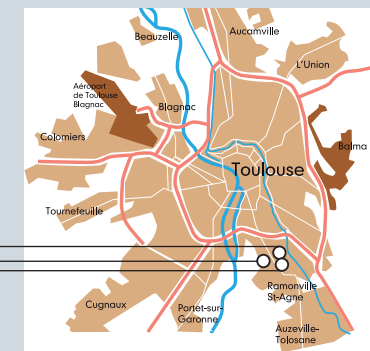 Beauzelle
Aucamville
L'Union
Aéroport
de Toulouse
Blagnac
Blagnac
Colomiers
Balma
Toulouse
Tournefeuille
Ramonville
St-Agne
Cugnaux
Portet-sur-
Garonne
Auzeville-
Tolosane